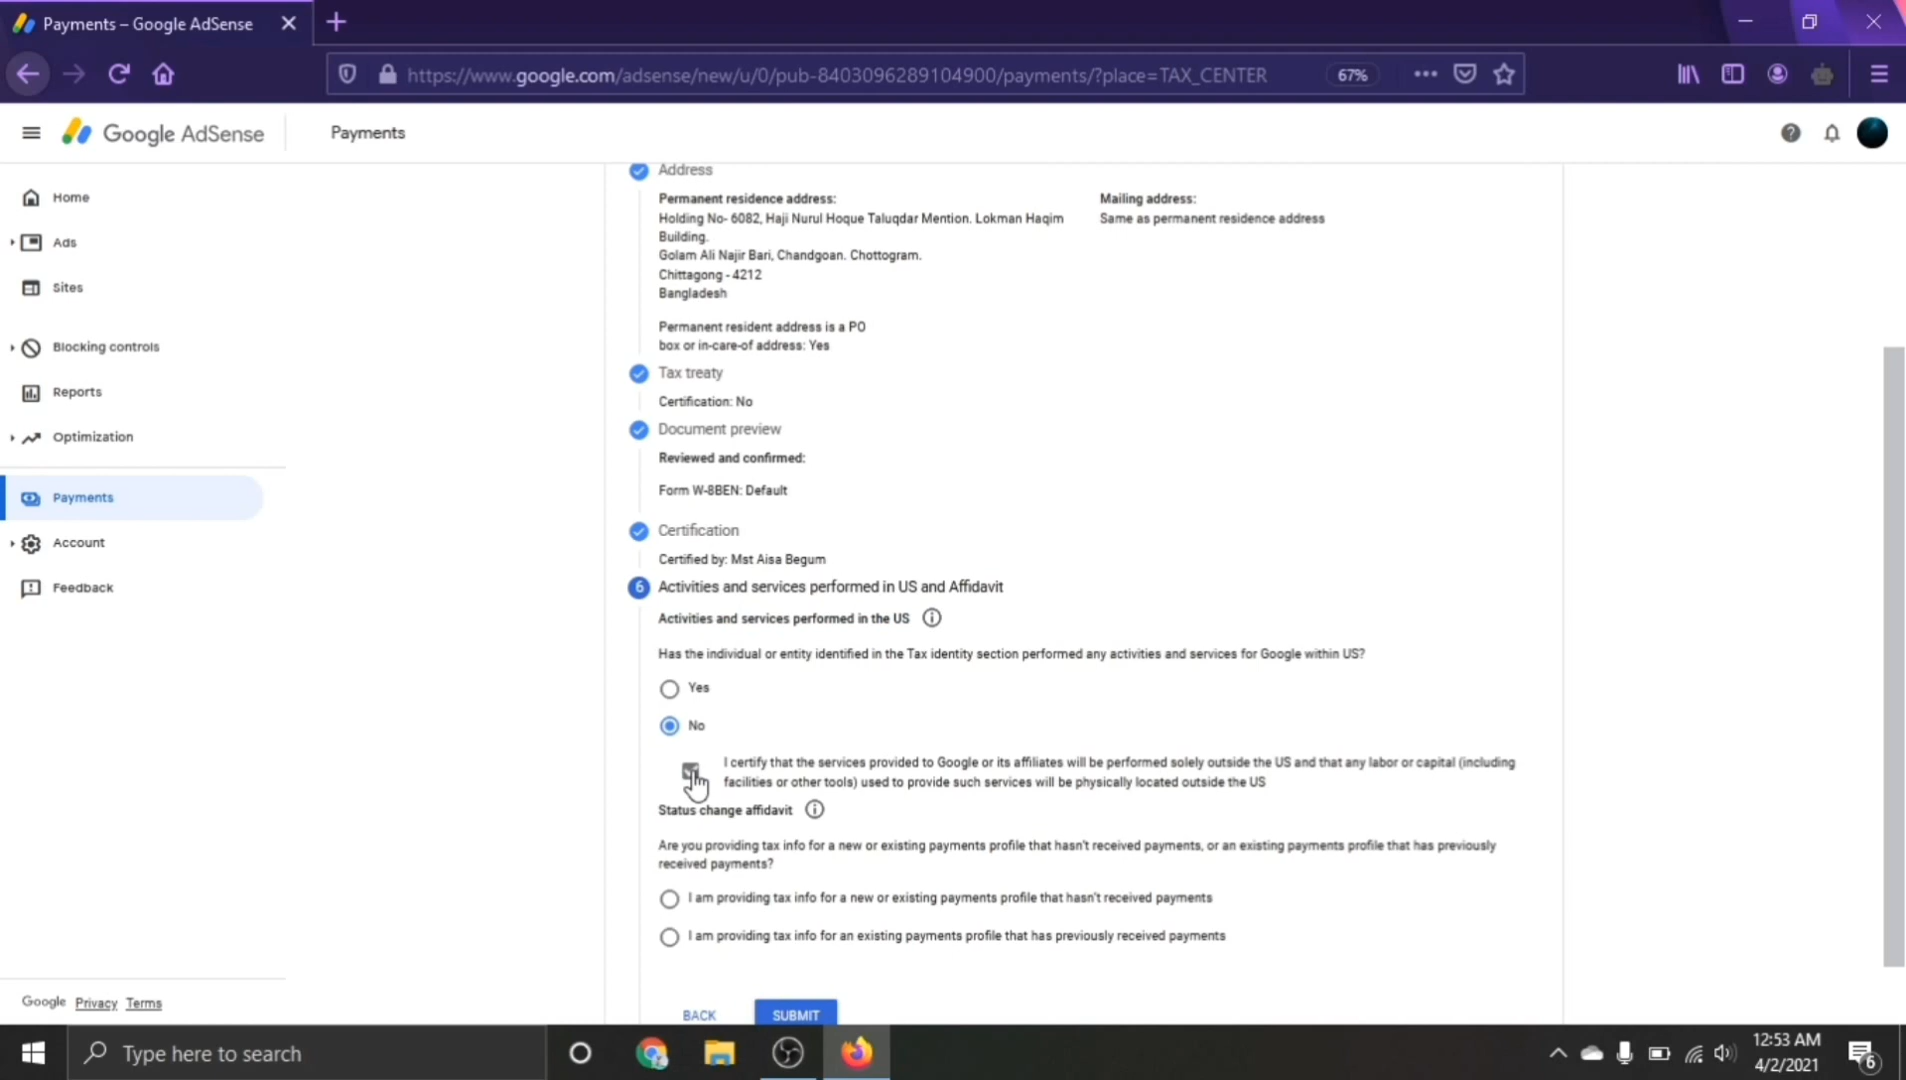 Payments – Google AdSense
https://www.google.com/adsense/new/u/0/pub-8403096289104900/payments/?place=TAX_CENTER
67%
Google AdSense
Payments
Home
Ads
Sites
Blocking controls
Reports
Optimization
Payments
Account
Feedback
Google Privacy Terms
Address
Permanent residence address:
Holding No- 6082, Haji Nurul Hoque Taluqdar Mention. Lokman Haqim
Building.
Golam Ali Najir Bari, Chandgoan. Chottogram.
Chittagong - 4212
Bangladesh
Mailing address:
Same as permanent residence address
Permanent resident address is a PO
box or in-care-of address: Yes
Tax treaty
Certification: No
Document preview
Reviewed and confirmed:
Form W-8BEN: Default
Certification
Certified by: Mst Aisa Begum
6 Activities and services performed in US and Affidavit
Activities and services performed in the US
Has the individual or entity identified in the Tax identity section performed any activities and services for Google within US?
Yes
No
I certify that the services provided to Google or its affiliates will be performed solely outside the US and that any labor or capital (including
facilities or other tools) used to provide such services will be physically located outside the US
Status change affidavit
Are you providing tax info for a new or existing payments profile that hasn't received payments, or an existing payments profile that has previously
received payments?
I am providing tax info for a new or existing payments profile that hasn't received payments
I am providing tax info for an existing payments profile that has previously received payments
BACK SUBMIT
Type here to search
12:53 AM
4/2/2021
6